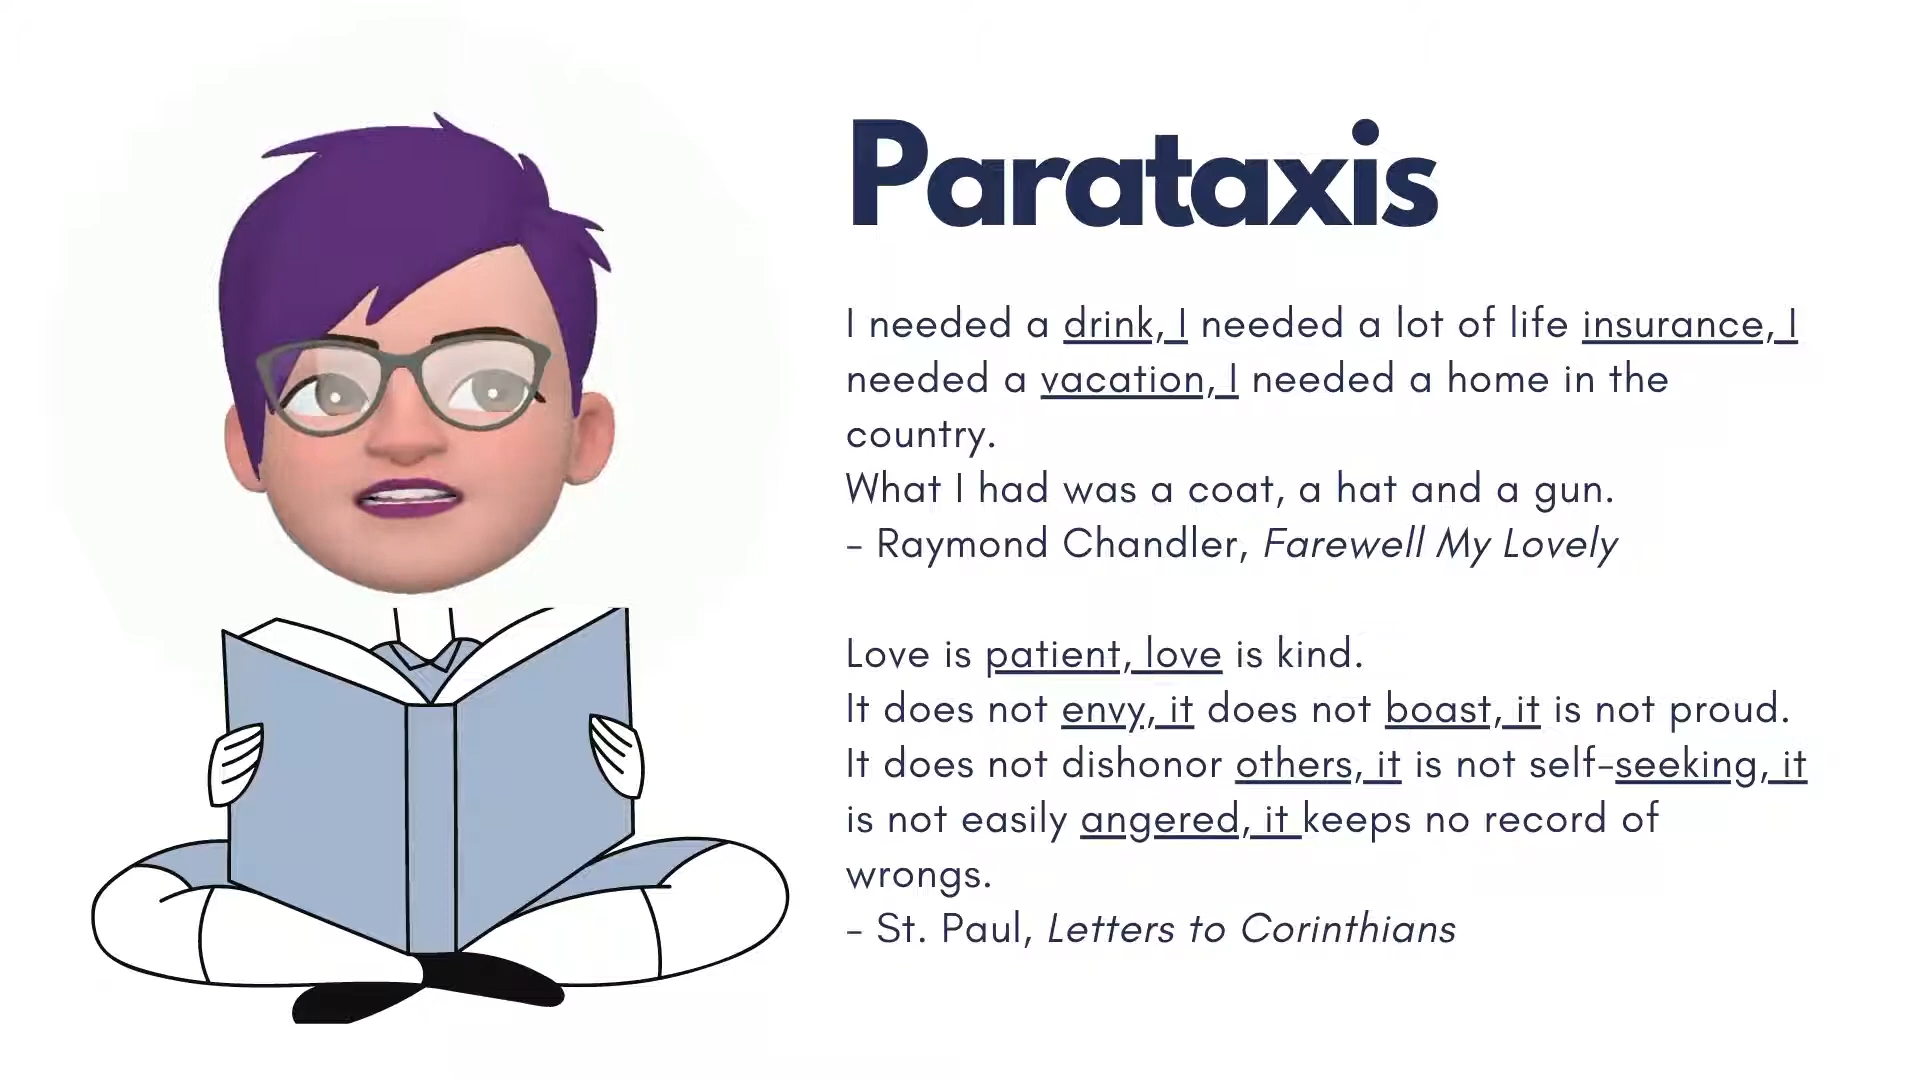 Parataxis
I needed a drink, I needed a lot of life insurance, I
needed a vacation, I needed a home in the
country.
What I had was a coat, a hat and a gun.
- Raymond Chandler, Farewell My Lovely
Love is patient, love is kind.
It does not envy, it does not boast, it is not proud.
It does not dishonor others, it is not self-seeking, it
is not easily angered, it keeps no record of
wrongs.
- St. Paul, Letters to Corinthians